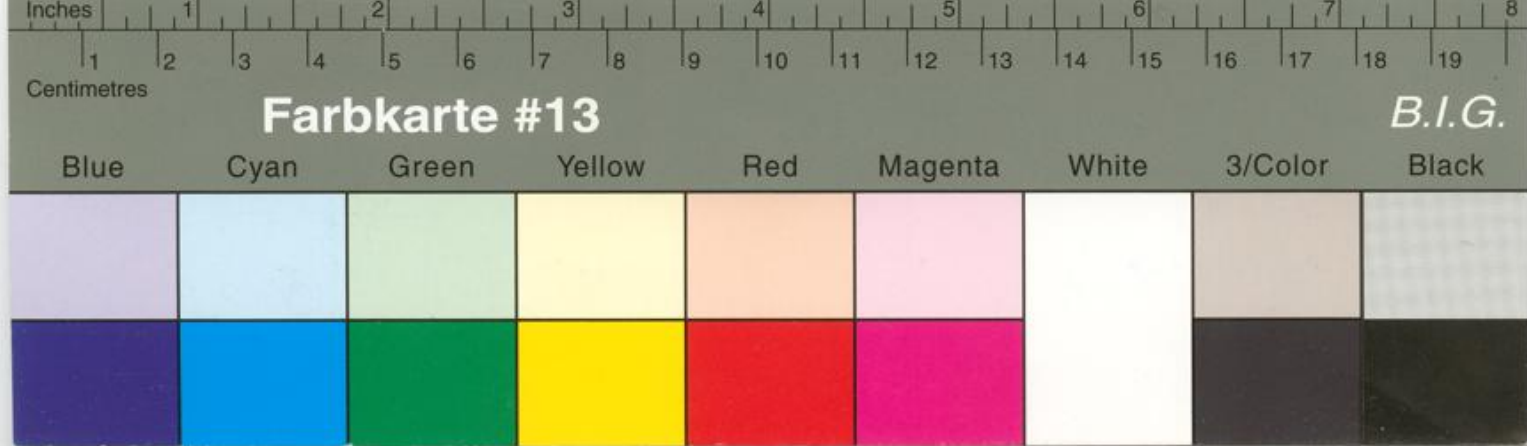 Inches 1 2 3 4 5 6 7 8
1 2 3 4 5 6 7 8 9 10 11 12 13 14 15 16 17 18 19
Centimetres
Farbkarte #13 B.I.G.
Blue Cyan Green Yellow Red Magenta White 3/Color Black